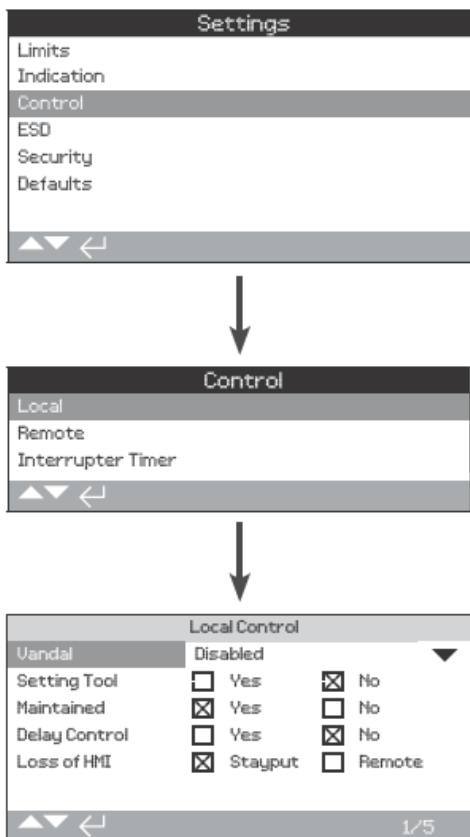 Settings
Limits
Indication
Control
ESD
Security
Defaults
Control
Local
Remote
Interrupter Timer
Local Control
Vandal Disabled
Setting Tool Yes No
Maintained Yes No
Delay Control Yes No
Loss of HMI Stayput Remote
1/5